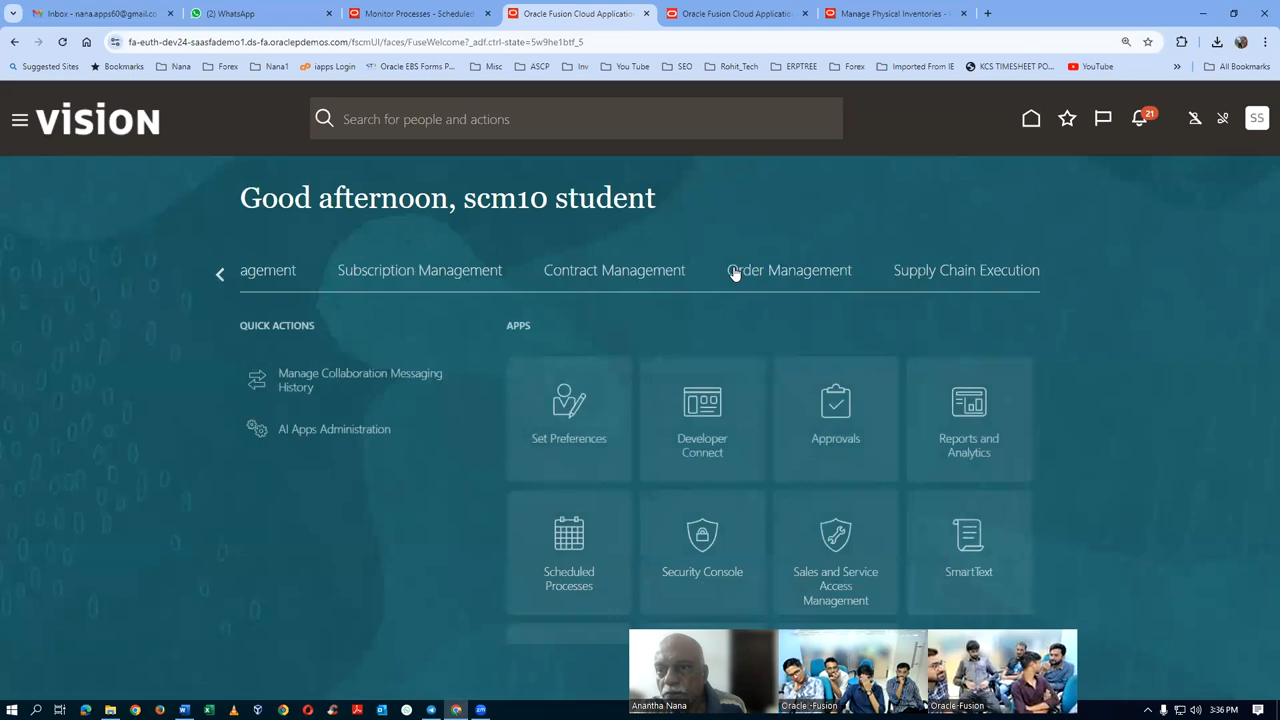 Inbox - nana.apps60@gmail.co
WhatsApp
Monitor Processes - Scheduled
Oracle Fusion Cloud Application
Oracle Fusion Cloud Application
Manage Physical Inventories -
fa-euth-dev24-saasfademo1.ds-fa.oraclepdemos.com/fscmUI/faces/FuseWelcome?_adf.ctrl-state=5w9he1btf_5
Suggested Sites
Bookmarks
Nana
Forex
Nana1
iapps Login
Oracle EBS Forms P...
Misc
ASCP
Inv
You Tube
SEO
Rohit_Tech
ERPTREE
Forex
Imported From IE
KCS TIMESHEET PO...
YouTube
All Bookmarks
VISION
Search for people and actions
21
SS
Good afternoon, scm10 student
agement
Subscription Management
Contract Management
Order Management
Supply Chain Execution
QUICK ACTIONS
APPS
Manage Collaboration Messaging
History
AI Apps Administration
Set Preferences
Developer
Connect
Approvals
Reports and
Analytics
Scheduled
Processes
Security Console
Sales and Service
Access
Management
SmartText
Anantha Nana
Oracle-Fusion
Oracle-Fusion
3:36 PM